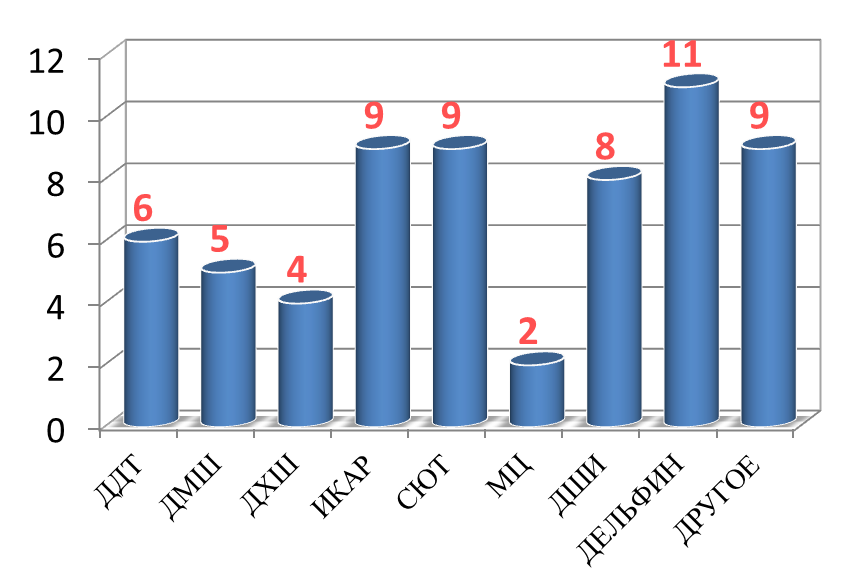 12
10
8
6
4
2
0
6
5
4
9
9
2
8
11
9
ДДТ
ДМШ
ДХШ
ИКАР
СЮТ
МЦ
ДШИ
ДЕЛЬФИН
ДРУГОЕ